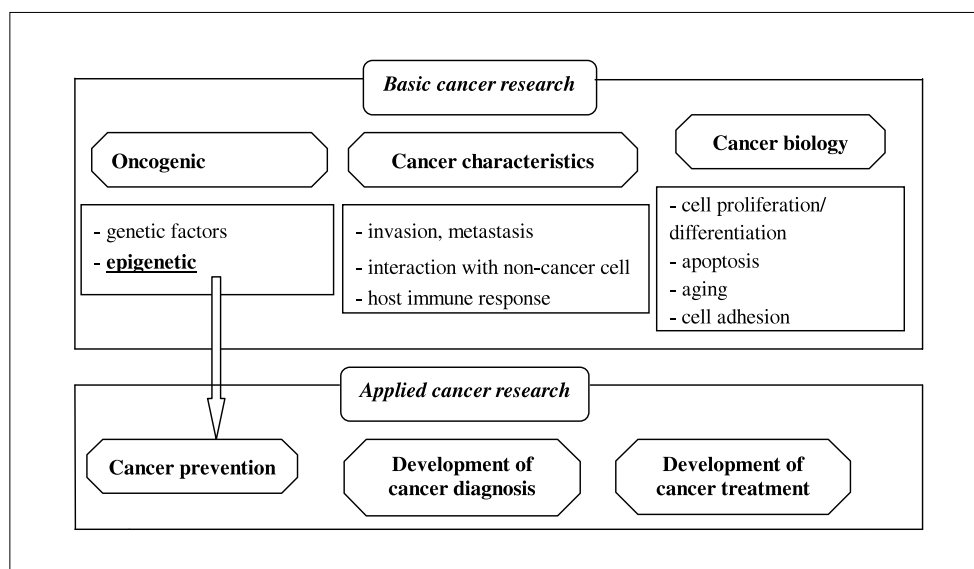 Basic cancer research
Oncogenic
- genetic factors
- epigenetic
Cancer characteristics
- invasion, metastasis
- interaction with non-cancer cell
- host immune response
Cancer biology
- cell proliferation/
differentiation
- apoptosis
- aging
- cell adhesion
Applied cancer research
Cancer prevention
Development of
cancer diagnosis
Development of
cancer treatment